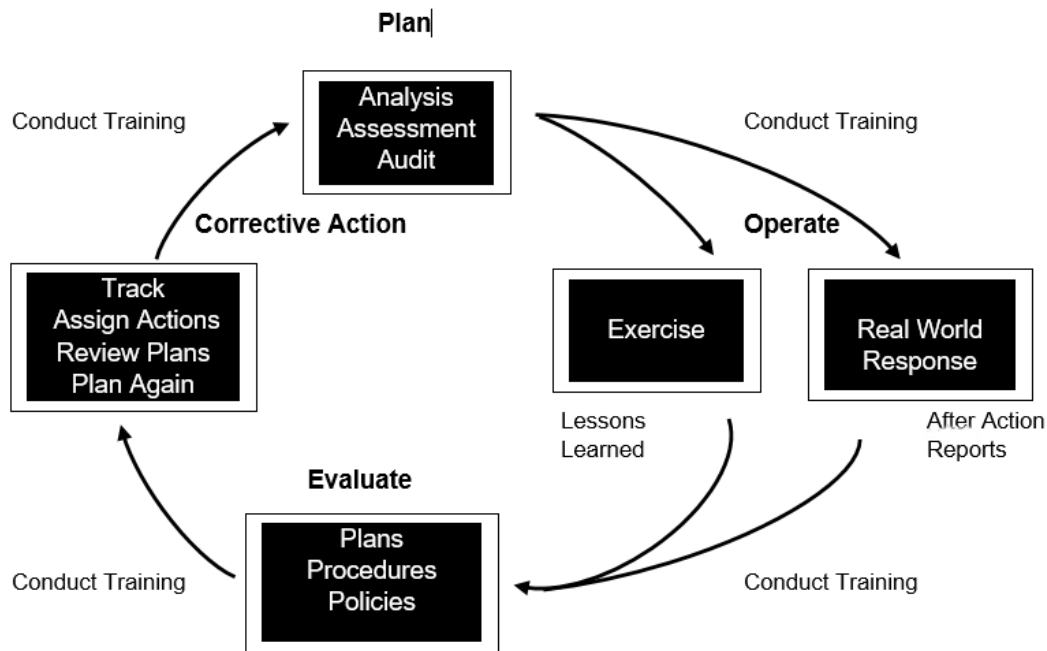 Plan
Analysis
Assessment
Audit
Conduct Training
Conduct Training
Corrective Action
Operate
Track
Assign Actions
Review Plans
Plan Again
Exercise
Real World
Response
Lessons
Learned
After Action
Reports
Evaluate
Plans
Procedures
Policies
Conduct Training
Conduct Training